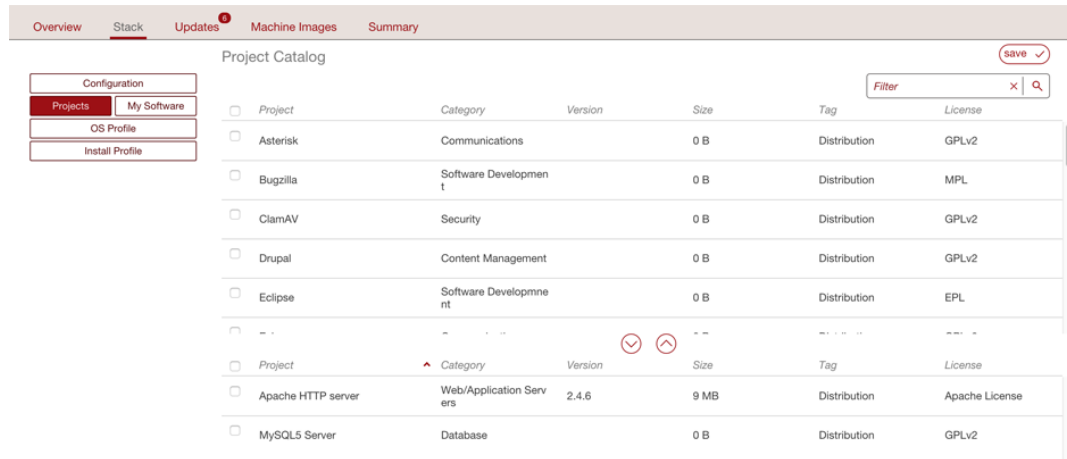 Overview Stack Updates 6 Machine Images Summary
Project Catalog
save
Configuration
Projects My Software
OS Profile
Install Profile
Filter
Project Category Version Size Tag License
Asterisk Communications 0 B Distribution GPLv2
Bugzilla Software Developmen
t 0 B Distribution MPL
ClamAV Security 0 B Distribution GPLv2
Drupal Content Management 0 B Distribution GPLv2
Eclipse Software Developmne
nt 0 B Distribution EPL
Project Category Version Size Tag License
Apache HTTP server Web/Application Serv
ers 2.4.6 9 MB Distribution Apache License
MySQL5 Server Database 0 B Distribution GPLv2